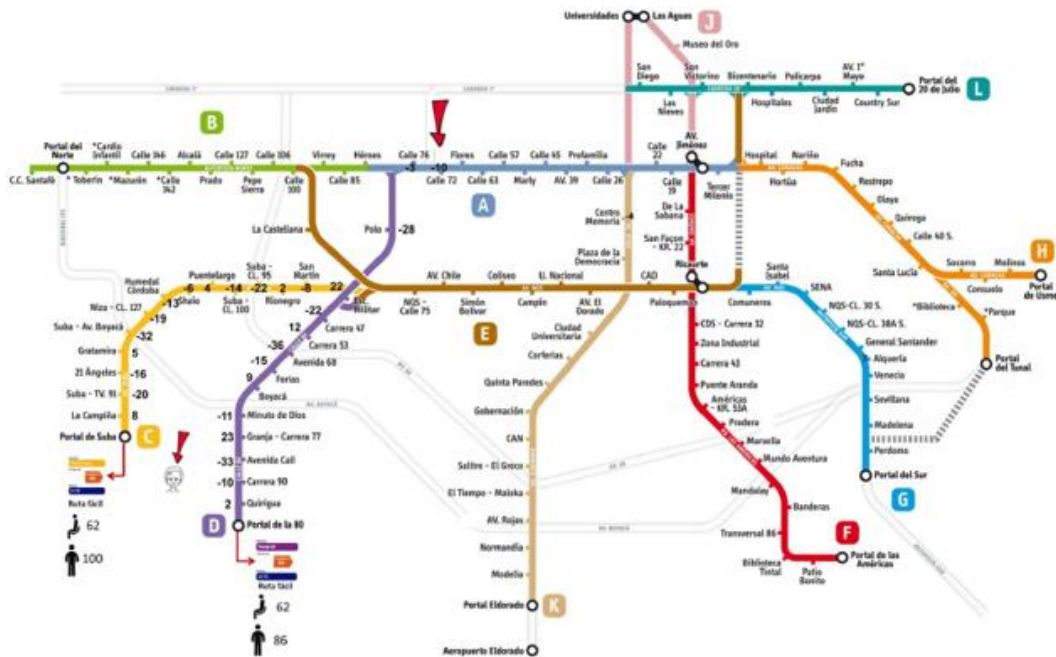 Universidades
Las Aguas
J
Museo del Oro
San Diego
San Victorino
Bicentenario
Policarpa
AV. 1° Mayo
Portal del 20 de Julio
L
Las Nieves
Hospitales
Ciudad Jardín
Country Sur
B
Portal del Norte
*Cardio Infantil
Calle 146
Alcalá
Calle 127
Calle 106
Virrey
Héroes
Calle 76
Flores
Calle 57
Calle 45
Profamilia
Calle 22
AV. Jiménez
Hospital
Nariño
Fucha
C.C. Santafé
* Toberín
*Mazurén
*Calle 142
Prado
Pepe Sierra
Calle 100
Calle 85
-3
-10
Calle 72
Calle 63
Marly
AV. 39
Calle 26
Calle 19
Tercer Milenio
Hortúa
Restrepo
Olaya
Quiroga
Calle 40 S.
A
La Castellana
Polo
-28
Centro Memoria
4
Plaza de la Democracia
De La Sabana
San Façon - KR. 22
Ricaurte
Santa Lucía
Socorro
Molinos
H
Consuelo
Portal de Usme
*Biblioteca
*Parque
Portal del Tunal
Humedal Córdoba
Puentelargo
Suba - CL. 95
San Martín
-6
4
-14
-22
2
-8
22
Shaio
Suba - CL. 100
Rionegro
Esc. Militar
AV. Chile
Coliseo
U. Nacional
CAD
NQS - Calle 75
Simón Bolívar
Campín
AV. El Dorado
Paloquemao
E
Santa Isabel
Comuneros
SENA
NQS-CL. 30 S.
NQS-CL. 38A S.
General Santander
Alquería
Venecia
Sevillana
Madelena
Perdomo
Portal del Sur
G
Niza - CL. 127
-13
-19
Suba - Av. Boyacá
-32
Gratamira
5
21 Ángeles
-16
Suba - TV. 91
-20
La Campiña
8
Portal de Suba
C
Ruta fácil
62
100
-22
Carrera 47
12
Carrera 53
-36
Avenida 68
-15
Ferias
9
Boyacá
-11
Minuto de Dios
23
Granja - Carrera 77
-33
Avenida Cali
-10
Carrera 90
2
Quirigua
D
Portal de la 80
Ruta fácil
62
86
Ciudad Universitaria
Corferias
Quinta Paredes
Gobernación
CAN
Salitre - El Greco
El Tiempo - Maloka
AV. Rojas
Normandía
Modelia
Portal Eldorado
K
Aeropuerto Eldorado
CDS - Carrera 32
Zona Industrial
Carrera 43
Puente Aranda
Américas - KR. 53A
Pradera
Marsella
Mundo Aventura
Mandalay
Banderas
Transversal 86
F
Biblioteca Tintal
Patio Bonito
Portal de las Américas